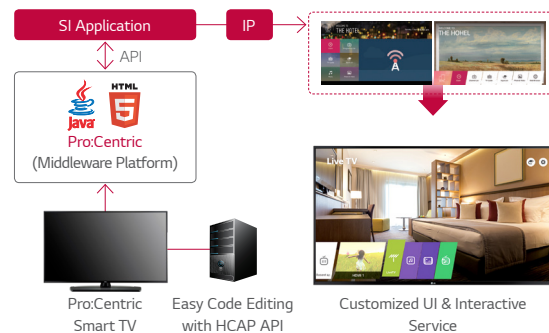 SI Application
IP
API
HTML
5
Java
Pro:Centric
(Middleware Platform)
THE HOTEL
THE HOHEL
Live TV
Pro:Centric
Smart TV
Easy Code Editing
with HCAP API
Customized UI & Interactive
Service